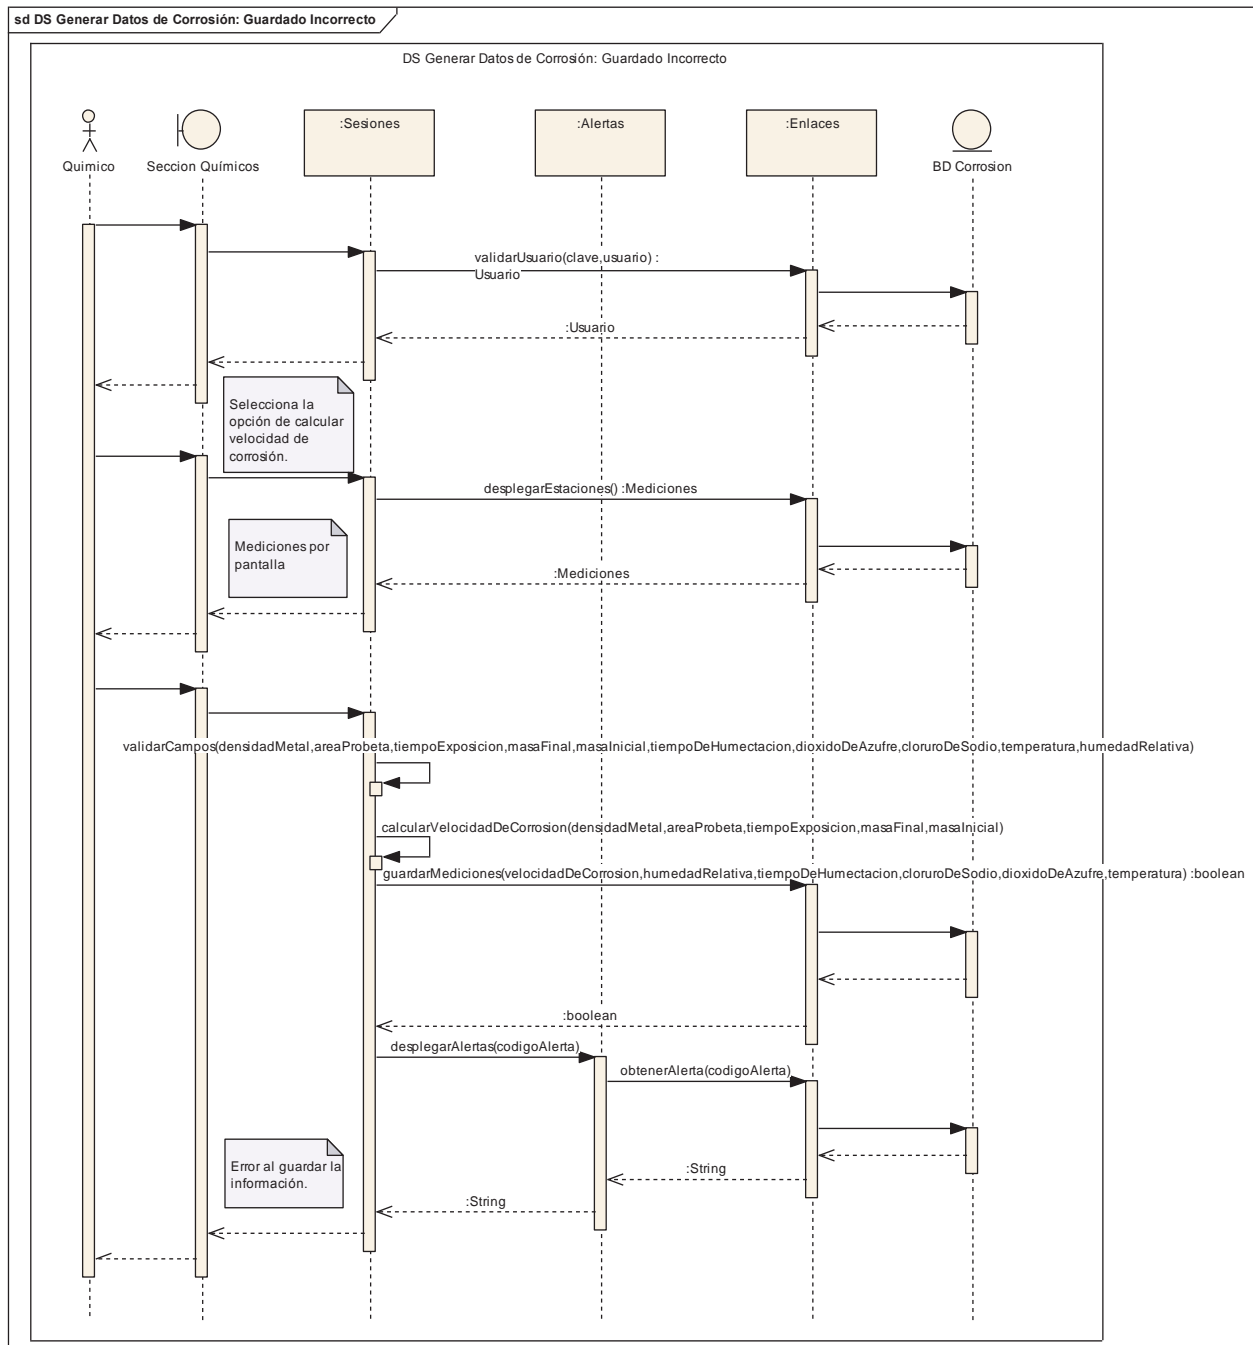 sd DS Generar Datos de Corrosión: Guardado Incorrecto
DS Generar Datos de Corrosión: Guardado Incorrecto
Quimico
Seccion Químicos
:Sesiones
:Alertas
:Enlaces
BD Corrosion
validarUsuario(clave,usuario) :
Usuario
:Usuario
Selecciona la
opción de calcular
velocidad de
corrosión.
desplegarEstaciones() :Mediciones
Mediciones por
pantalla
:Mediciones
validarCampos(densidadMetal,areaProbeta,tiempoExposicion,masaFinal,masaInicial,tiempoDeHumectacion,dioxidoDeAzufre,cloruroDeSodio,temperatura,humedadRelativa)
calcularVelocidadDeCorrosion(densidadMetal,areaProbeta,tiempoExposicion,masaFinal,masaInicial)
guardarMediciones(velocidadDeCorrosion,humedadRelativa,tiempoDeHumectacion,cloruroDeSodio,dioxidoDeAzufre,temperatura) :boolean
:boolean
desplegarAlertas(codigoAlerta)
obtenerAlerta(codigoAlerta)
Error al guardar la
información.
:String
:String